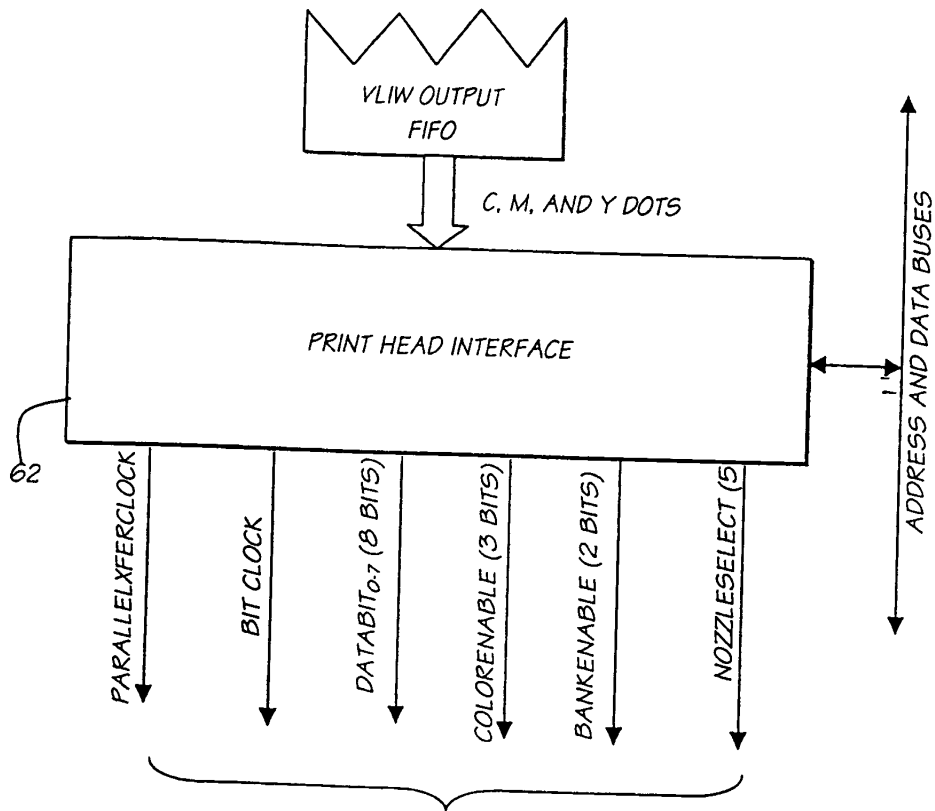 VLIW OUTPUT
FIFO
C, M, AND Y DOTS
PRINT HEAD INTERFACE
62
PARALLELXFERCLOCK
BIT CLOCK
DATABIT0-7 (8 BITS)
COLORENABLE (3 BITS)
BANKENABLE (2 BITS)
NOZZLESELECT (5
ADDRESS AND DATA BUSES